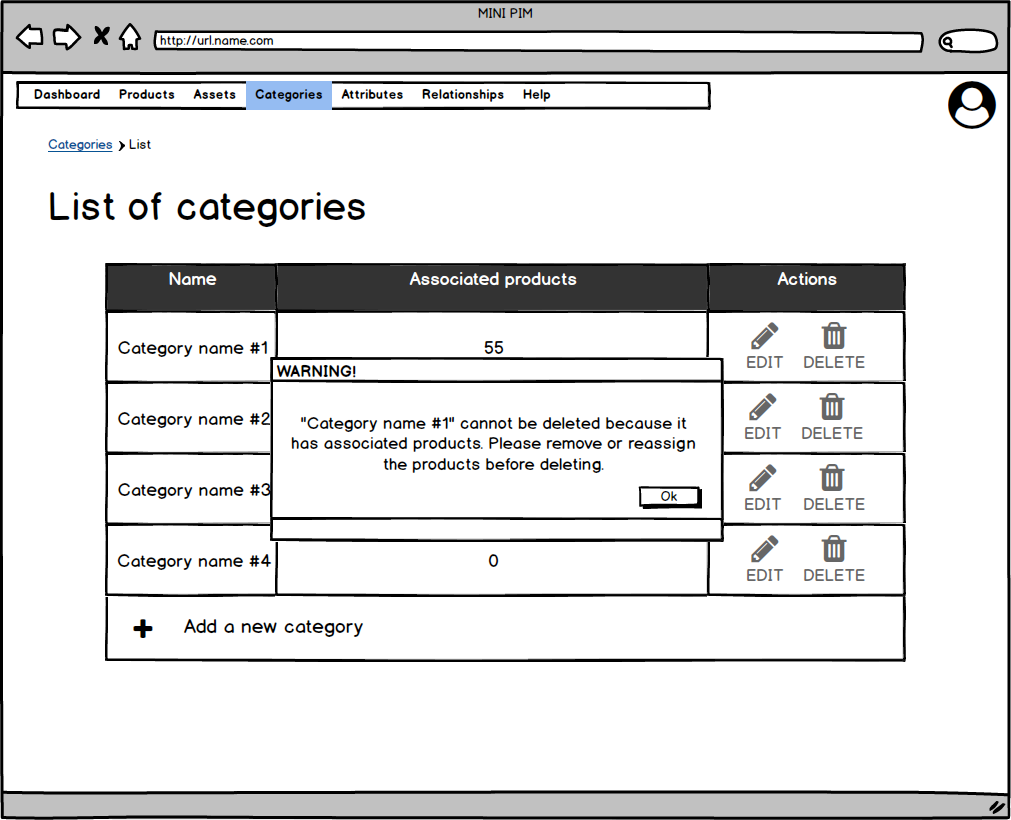 MINI PIM
http://url.name.com
Dashboard Products Assets Categories Attributes Relationships Help
Categories List
List of categories
Name Associated products Actions
Category name #1 55 EDIT DELETE
WARNING!
"Category name #1" cannot be deleted because it
has associated products. Please remove or reassign
the products before deleting.
Ok
Category name #2 EDIT DELETE
Category name #3 EDIT DELETE
Category name #4 0 EDIT DELETE
Add a new category